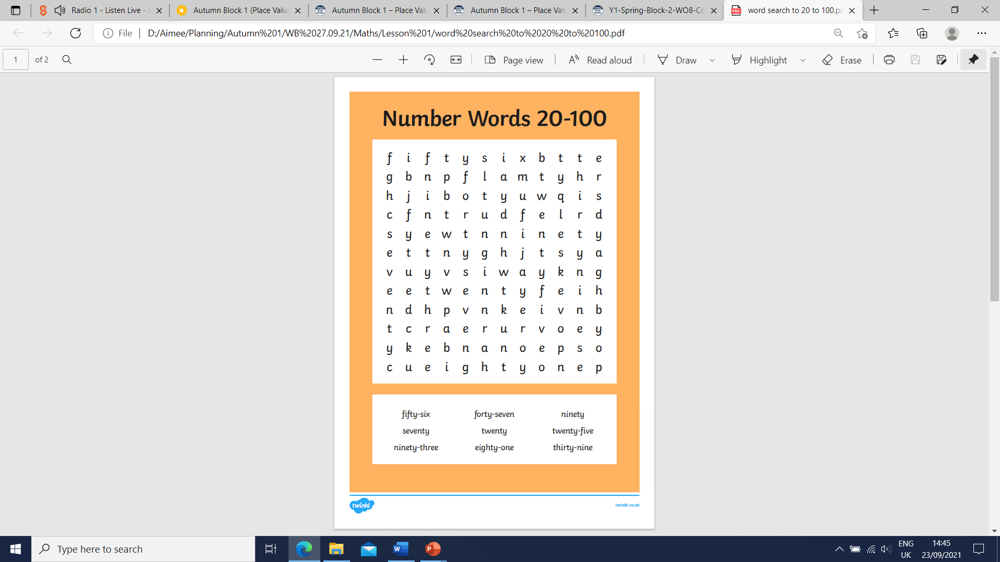 Radio 1 - Listen Live -
Autumn Block 1 (Place Valu
Autumn Block 1 – Place Val
Autumn Block 1 – Place Val
Y1-Spring-Block-2-WO8-Co
word search to 20 to 100.p
File
D:/Aimee/Planning/Autumn%201/WB%2027.09.21/Maths/Lesson%201/word%20search%20to%2020%20to%20100.pdf
1 of 2
Page view
Read aloud
Draw
Highlight
Erase
Number Words 20-100
f i f t y s i x b t t e
g b n p f l a m t y h r
h j i b o t y u w q i s
c f n t r u d f e l r d
s y e w t n n i n e t y
e t t n y g h j t s y a
v u y v s i w a y k n g
e e t w e n t y f e i h
n d h p v n k e i v n b
t c r a e r u r v o e y
y k e b n a n o e p s o
c u e i g h t y o n e p
fifty-six forty-seven ninety
seventy twenty twenty-five
ninety-three eighty-one thirty-nine
twinkl
twinkl.co.uk
Type here to search
ENG
UK
14:45
23/09/2021